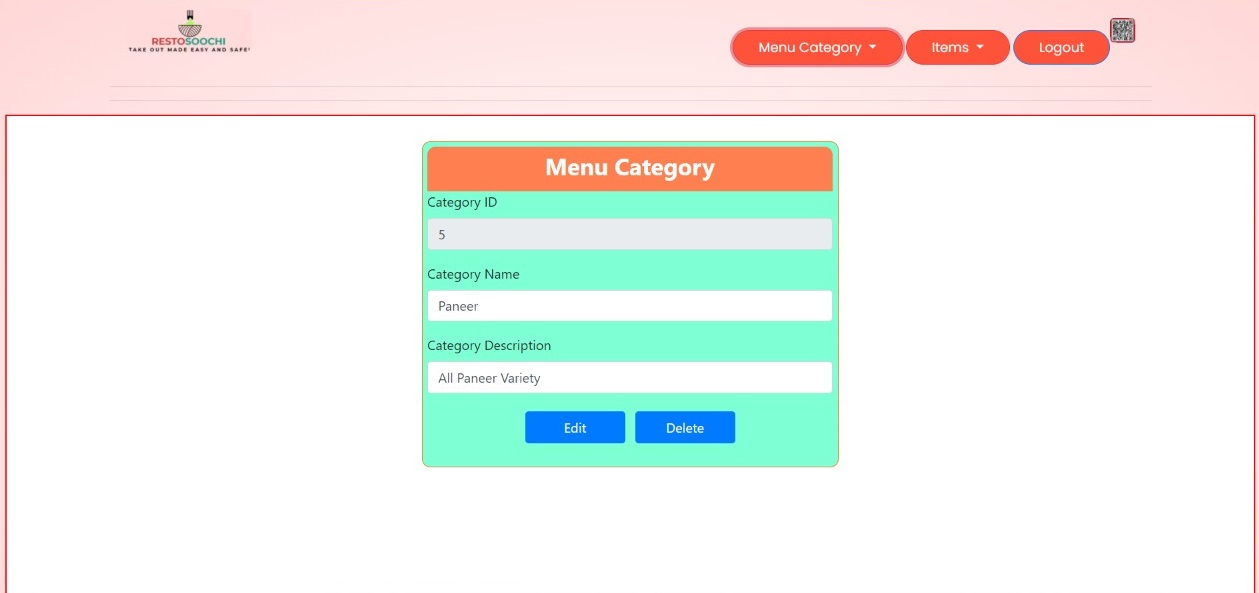 RESTOSOOCHI
TAKE OUT MADE EASY AND SAFE!
Menu Category
Items
Logout
Menu Category
Category ID
5
Category Name
Paneer
Category Description
All Paneer Variety
Edit
Delete